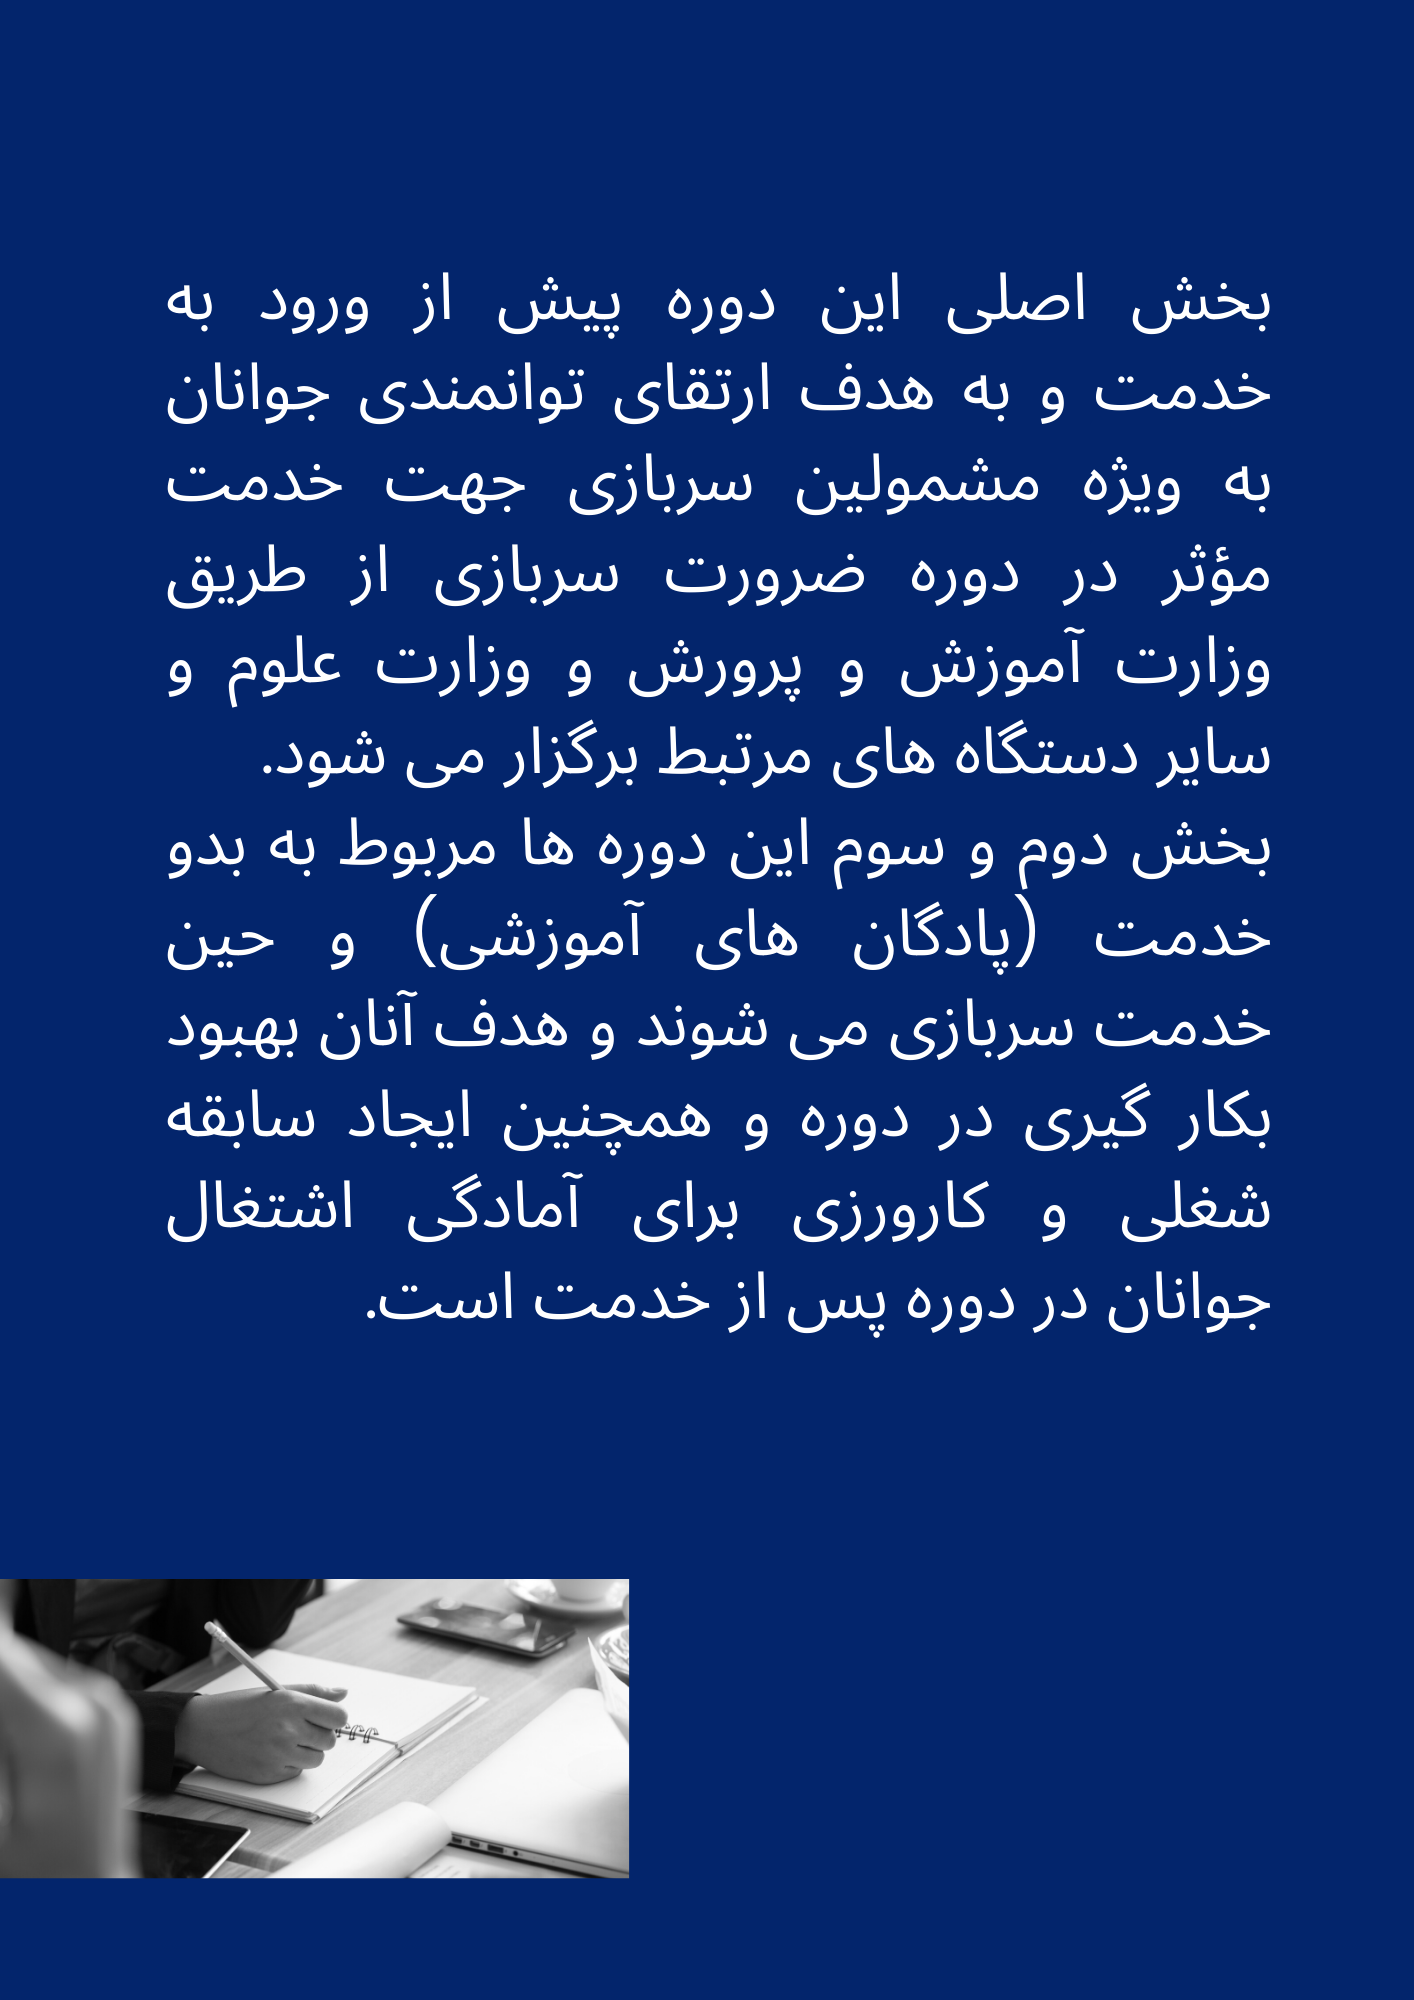 بخش اصلی این دوره پیش از ورود به
خدمت و به هدف ارتقای توانمندی جوانان
به ویژه مشمولین سربازی جهت خدمت
مؤثر در دوره ضرورت سربازی از طریق
وزارت آموزش و پرورش و وزارت علوم و
سایر دستگاه های مرتبط برگزار می شود.
بخش دوم و سوم این دوره ها مربوط به بدو
خدمت (پادگان های آموزشی) و حین
خدمت سربازی می شوند و هدف آنان بهبود
بکار گیری در دوره و همچنین ایجاد سابقه
شغلی و کارورزی برای آمادگی اشتغال
جوانان در دوره پس از خدمت است.